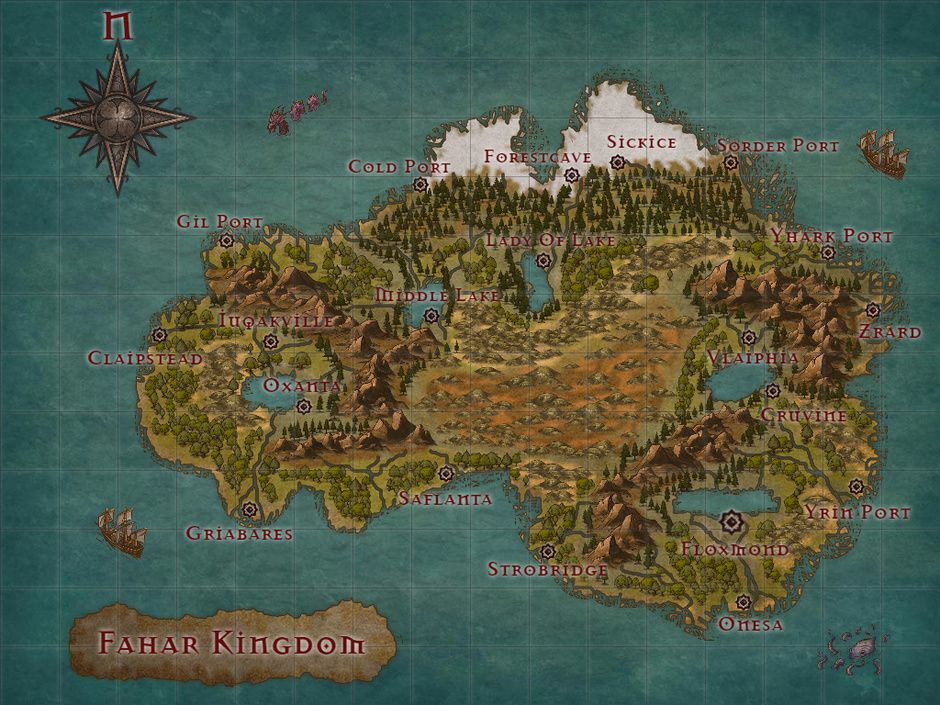 N
Sickice
Sorder Port
Forestcave
Cold Port
Gil Port
Lady Of Lake
Yhark Port
Middle Lake
Iuqakville
Zrard
Claipstead
Vlaiphia
Oxanta
Cruvine
Saflanta
Yrin Port
Griabares
Floxmond
Strobridge
Onesa
Fahar Kingdom